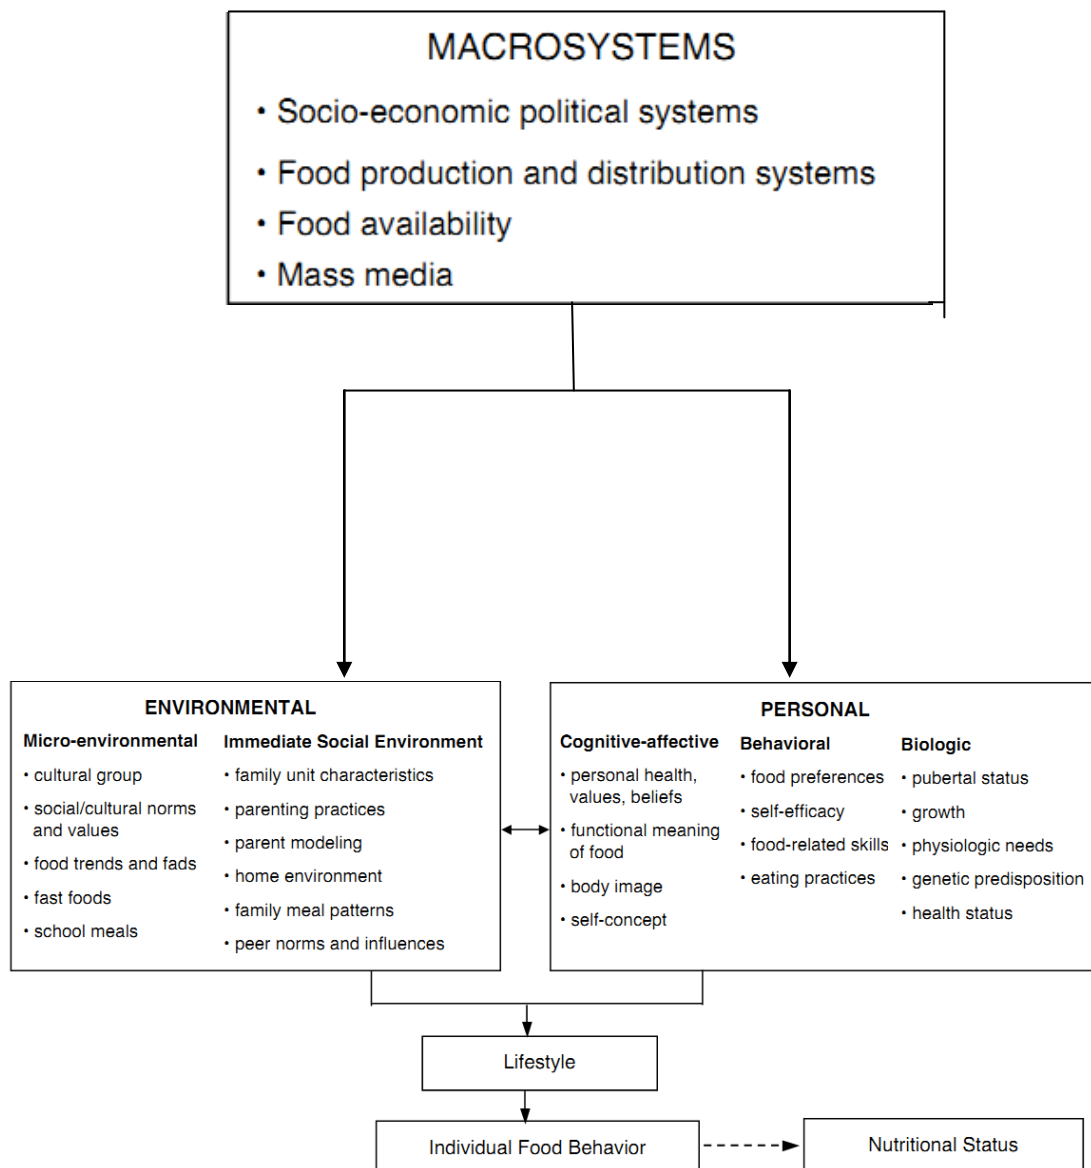 MACROSYSTEMS
• Socio-economic political systems
• Food production and distribution systems
• Food availability
• Mass media
ENVIRONMENTAL
Micro-environmental
• cultural group
• social/cultural norms
and values
• food trends and fads
• fast foods
• school meals
Immediate Social Environment
• family unit characteristics
• parenting practices
• parent modeling
• home environment
• family meal patterns
• peer norms and influences
PERSONAL
Cognitive-affective
• personal health,
values, beliefs
• functional meaning
of food
• body image
• self-concept
Behavioral
• food preferences
• self-efficacy
• food-related skills
• eating practices
Biologic
• pubertal status
• growth
• physiologic needs
• genetic predisposition
• health status
Lifestyle
Individual Food Behavior
Nutritional Status